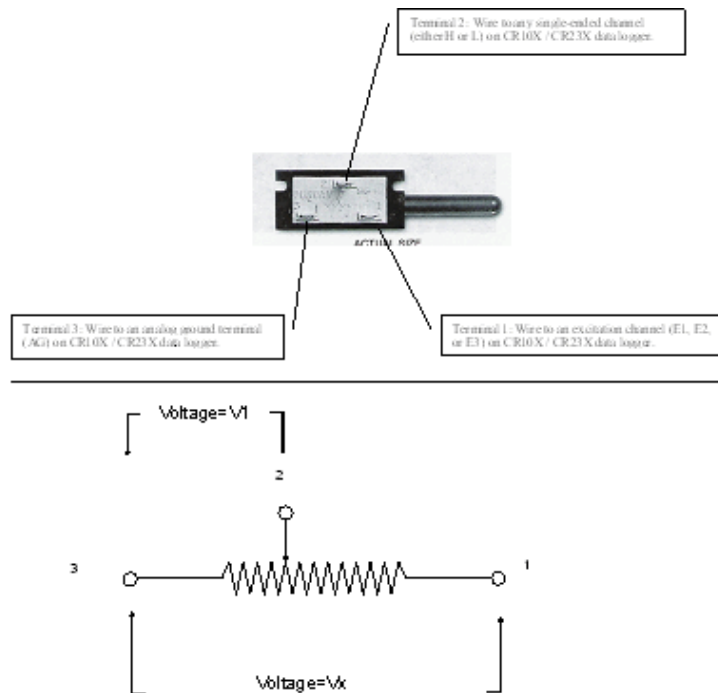 Terminal 2: Wire to any single-ended channel
(either H or L) on CR10X / CR23X data logger.
2
ACTUAL SIZE
Terminal 3: Wire to an analog ground terminal
(AG) on CR10X / CR23X data logger.
Terminal 1: Wire to an excitation channel (E1, E2,
or E3) on CR10X / CR23X data logger.
Voltage=V1
2
3
1
Voltage=Vx